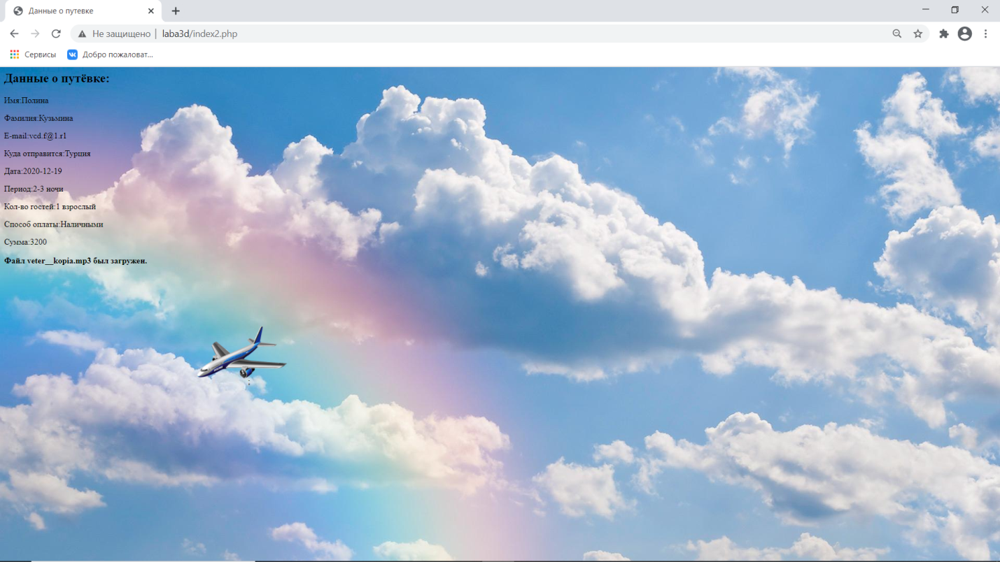 Данные о путевке
Не защищено | laba3d/index2.php
Сервисы Добро пожаловат...
Данные о путёвке:
Имя:Полина
Фамилия:Кузьмина
E-mail:vcd.f@1.r1
Куда отправится:Турция
Дата:2020-12-19
Период:2-3 ночи
Кол-во гостей:1 взрослый
Способ оплаты:Наличными
Сумма:3200
Файл veter__kopia.mp3 был загружен.